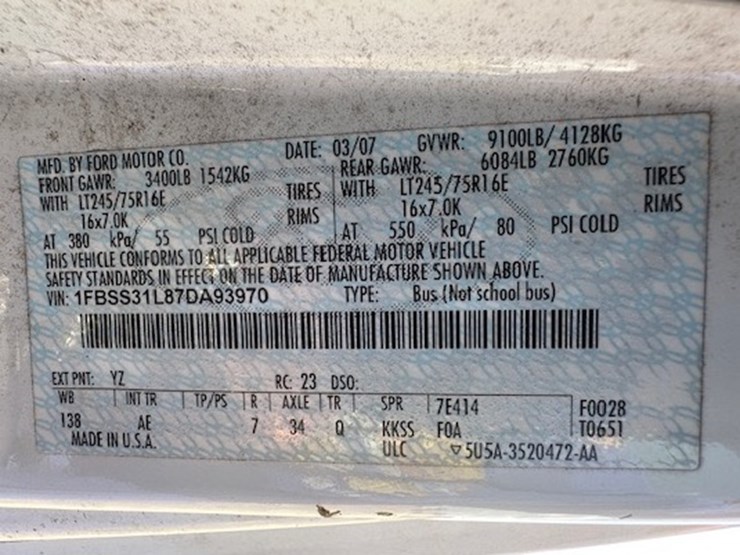 MFD. BY FORD MOTOR CO. DATE: 03/07 GVWR: 9100LB/ 4128KG
FRONT GAWR: 3400LB 1542KG REAR GAWR: 6084LB 2760KG
WITH LT245/75R16E TIRES WITH LT245/75R16E TIRES
16x7.0K RIMS 16x7.0K RIMS
AT 380 kPa/ 55 PSI COLD AT 550 kPa/ 80 PSI COLD
THIS VEHICLE CONFORMS TO ALL APPLICABLE FEDERAL MOTOR VEHICLE
SAFETY STANDARDS IN EFFECT ON THE DATE OF MANUFACTURE SHOWN ABOVE.
VIN: 1FBSS31L87DA93970 TYPE: Bus (Not school bss)
EXT PNT: YZ RC: 23 DSO:
WB INT TR TP/PS R AXLE TR SPR 7E414 F0028
138 AE 7 34 Q KKSS F0A T0651
MADE IN U.S.A. ULC ▽5U5A-3520472-AA